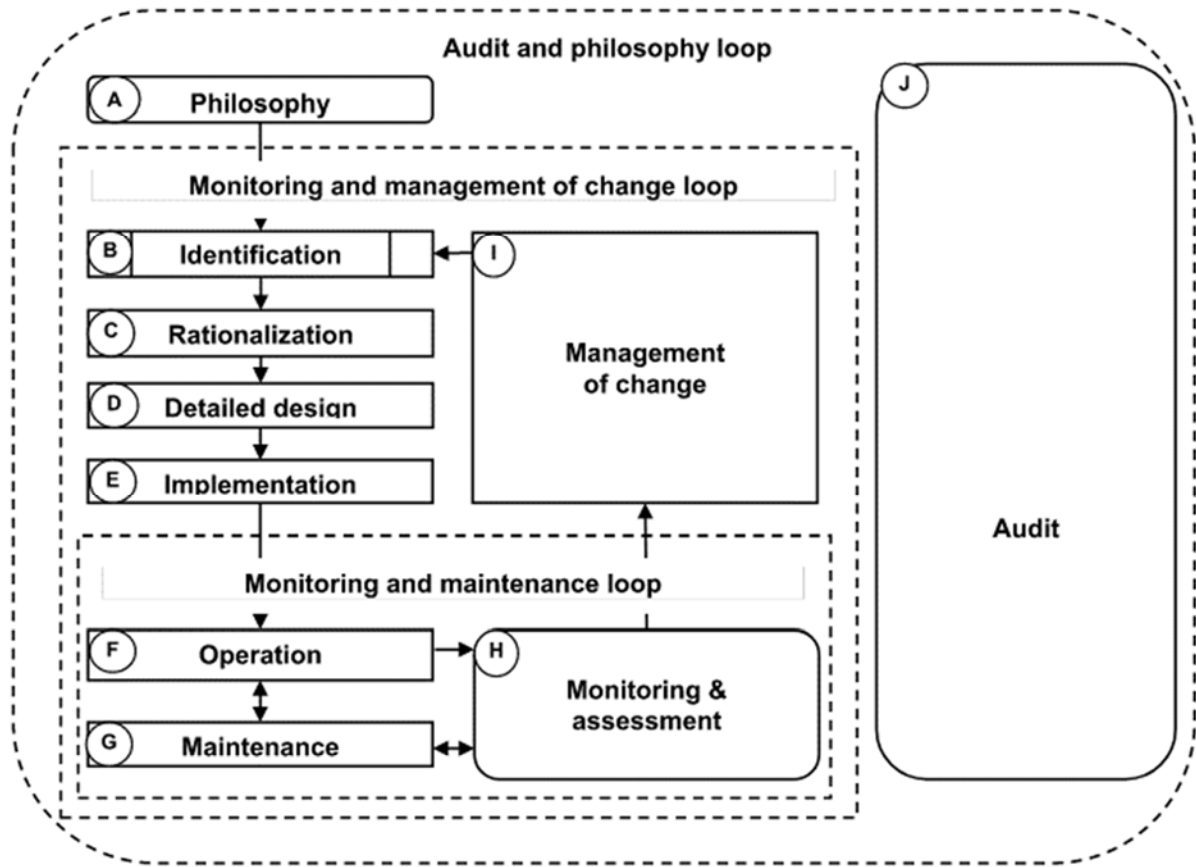 Audit and philosophy loop
A
Philosophy
J
Monitoring and management of change loop
B
Identification
I
C
Rationalization
Management
of change
D
Detailed design
E
Implementation
Audit
Monitoring and maintenance loop
F
Operation
H
Monitoring &
assessment
G
Maintenance